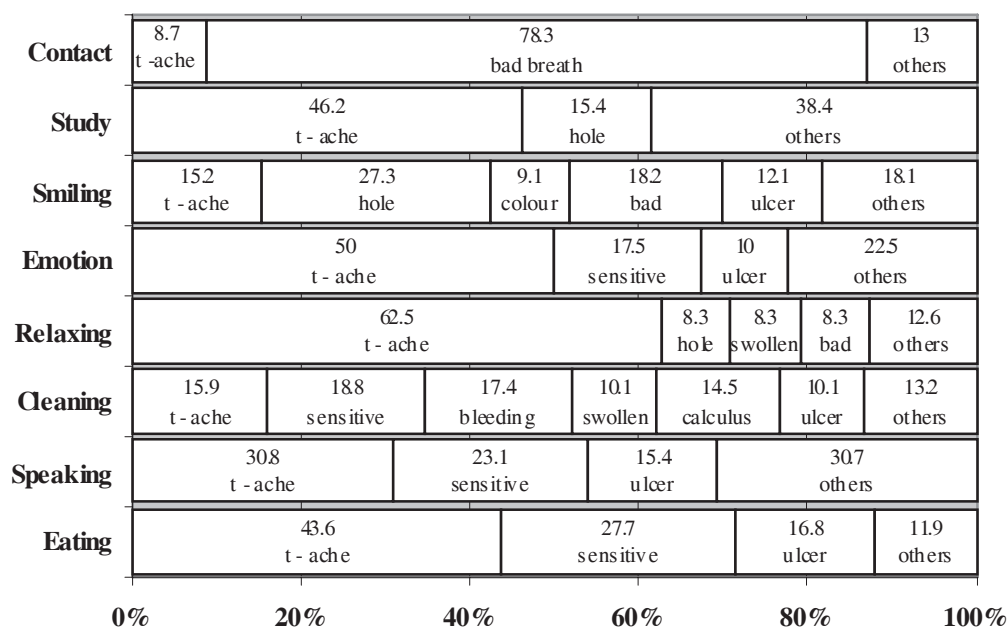 8.7 78.3 13
Contact t-ache bad breath others
46.2 15.4 38.4
Study t - ache hole others
15.2 27.3 9.1 18.2 12.1 18.1
Smiling t - ache hole colour bad ulcer others
50 17.5 10 22.5
Emotion t - ache sensitive ulcer others
62.5 8.3 8.3 8.3 12.6
Relaxing t - ache hole swollen bad others
15.9 18.8 17.4 10.1 14.5 10.1 13.2
Cleaning t - ache sensitive bleeding swollen calculus ulcer others
30.8 23.1 15.4 30.7
Speaking t - ache sensitive ulcer others
43.6 27.7 16.8 11.9
Eating t - ache sensitive ulcer others
0% 20% 40% 60% 80% 100%